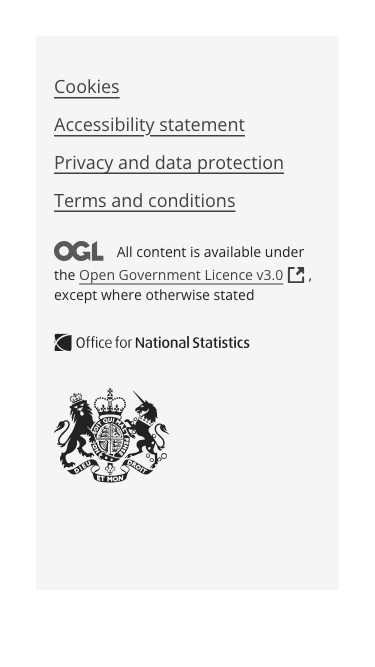 Cookies
Accessibility statement
Privacy and data protection
Terms and conditions
OGL All content is available under
the Open Government Licence v3.0 ,
except where otherwise stated
Office for National Statistics
DIEU ET MON DROIT